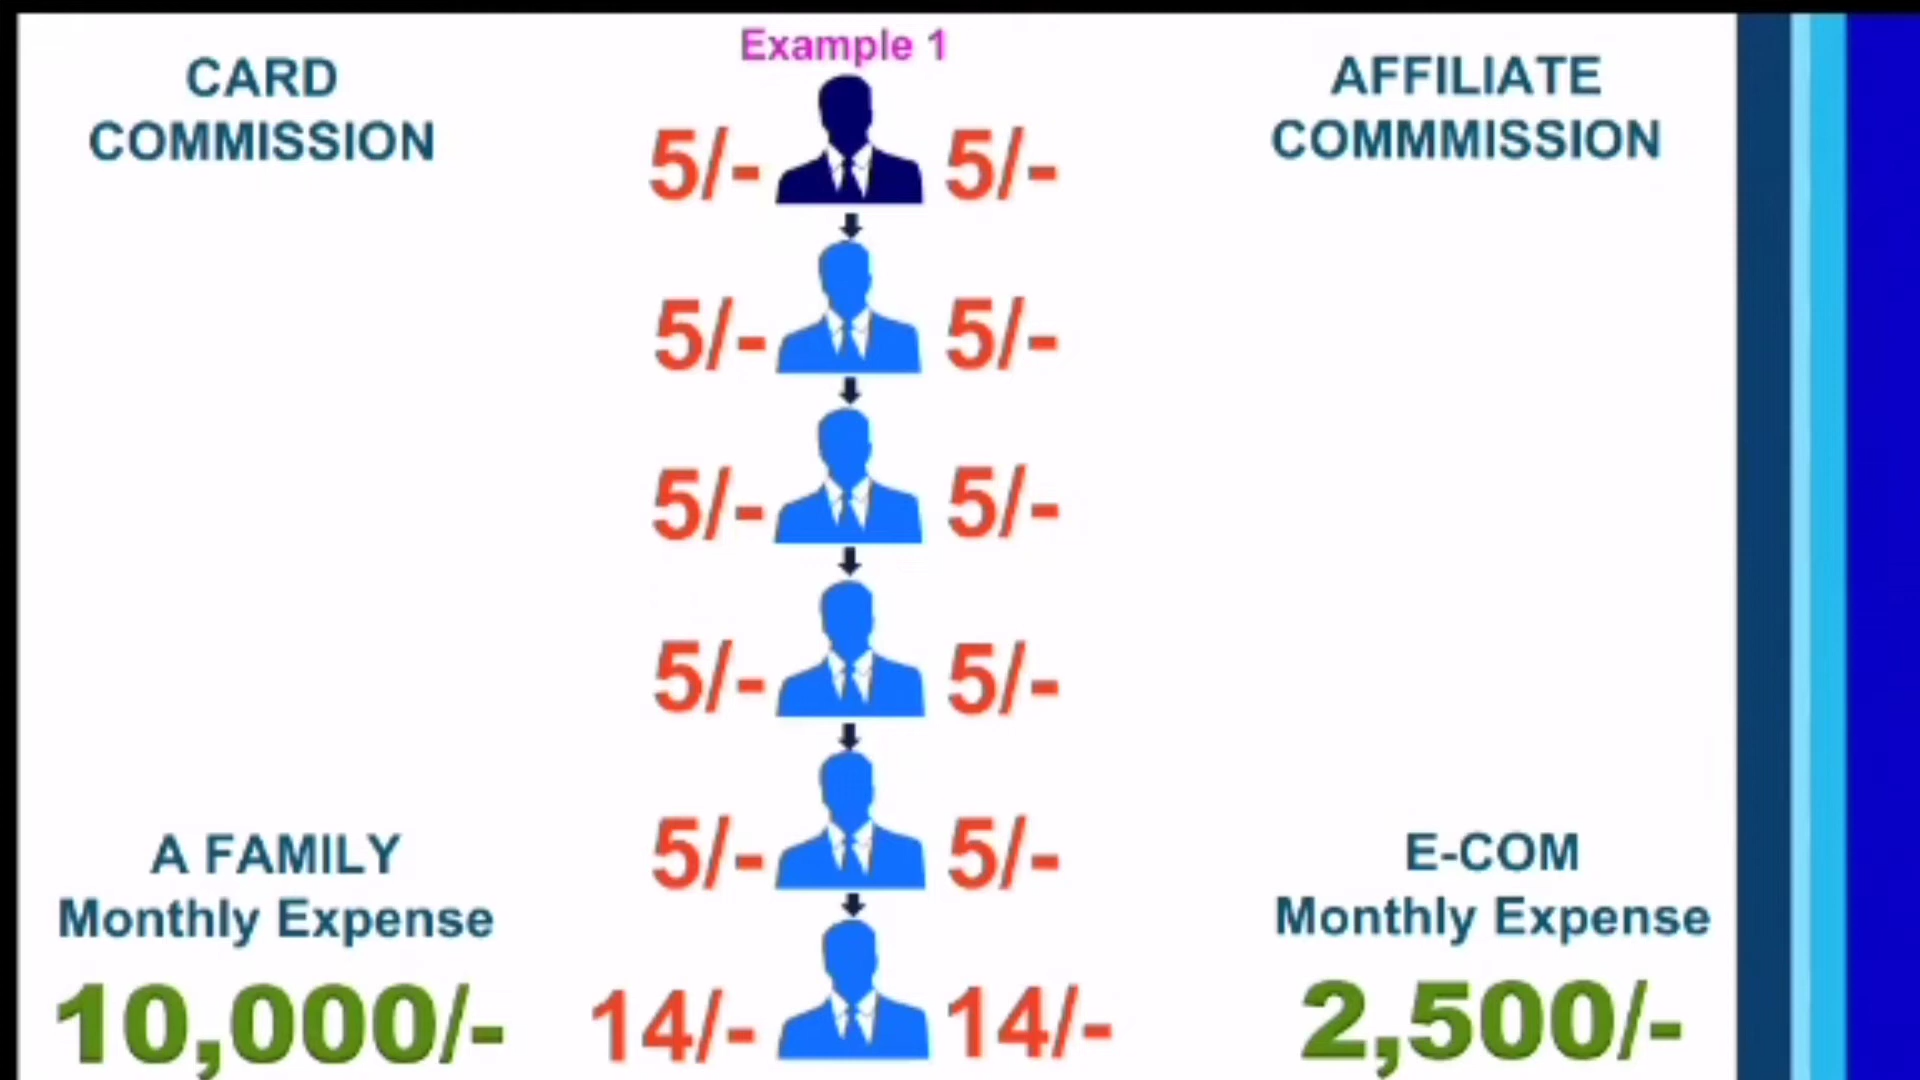 Example 1
CARD
COMMISSION
AFFILIATE
COMMMISSION
5/- 5/-
5/- 5/-
5/- 5/-
5/- 5/-
5/- 5/-
14/- 14/-
A FAMILY
Monthly Expense
10,000/-
E-COM
Monthly Expense
2,500/-